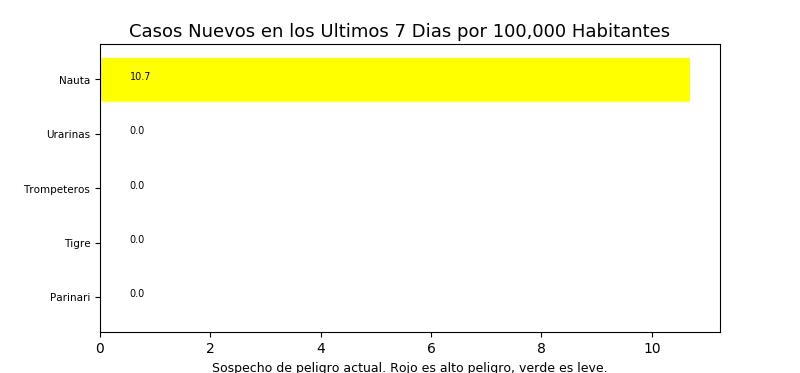 Casos Nuevos en los Ultimos 7 Dias por 100,000 Habitantes
Nauta 10.7
Urarinas 0.0
Trompeteros 0.0
Tigre 0.0
Parinari 0.0
0 2 4 6 8 10
Sospecho de peligro actual. Rojo es alto peligro, verde es leve.